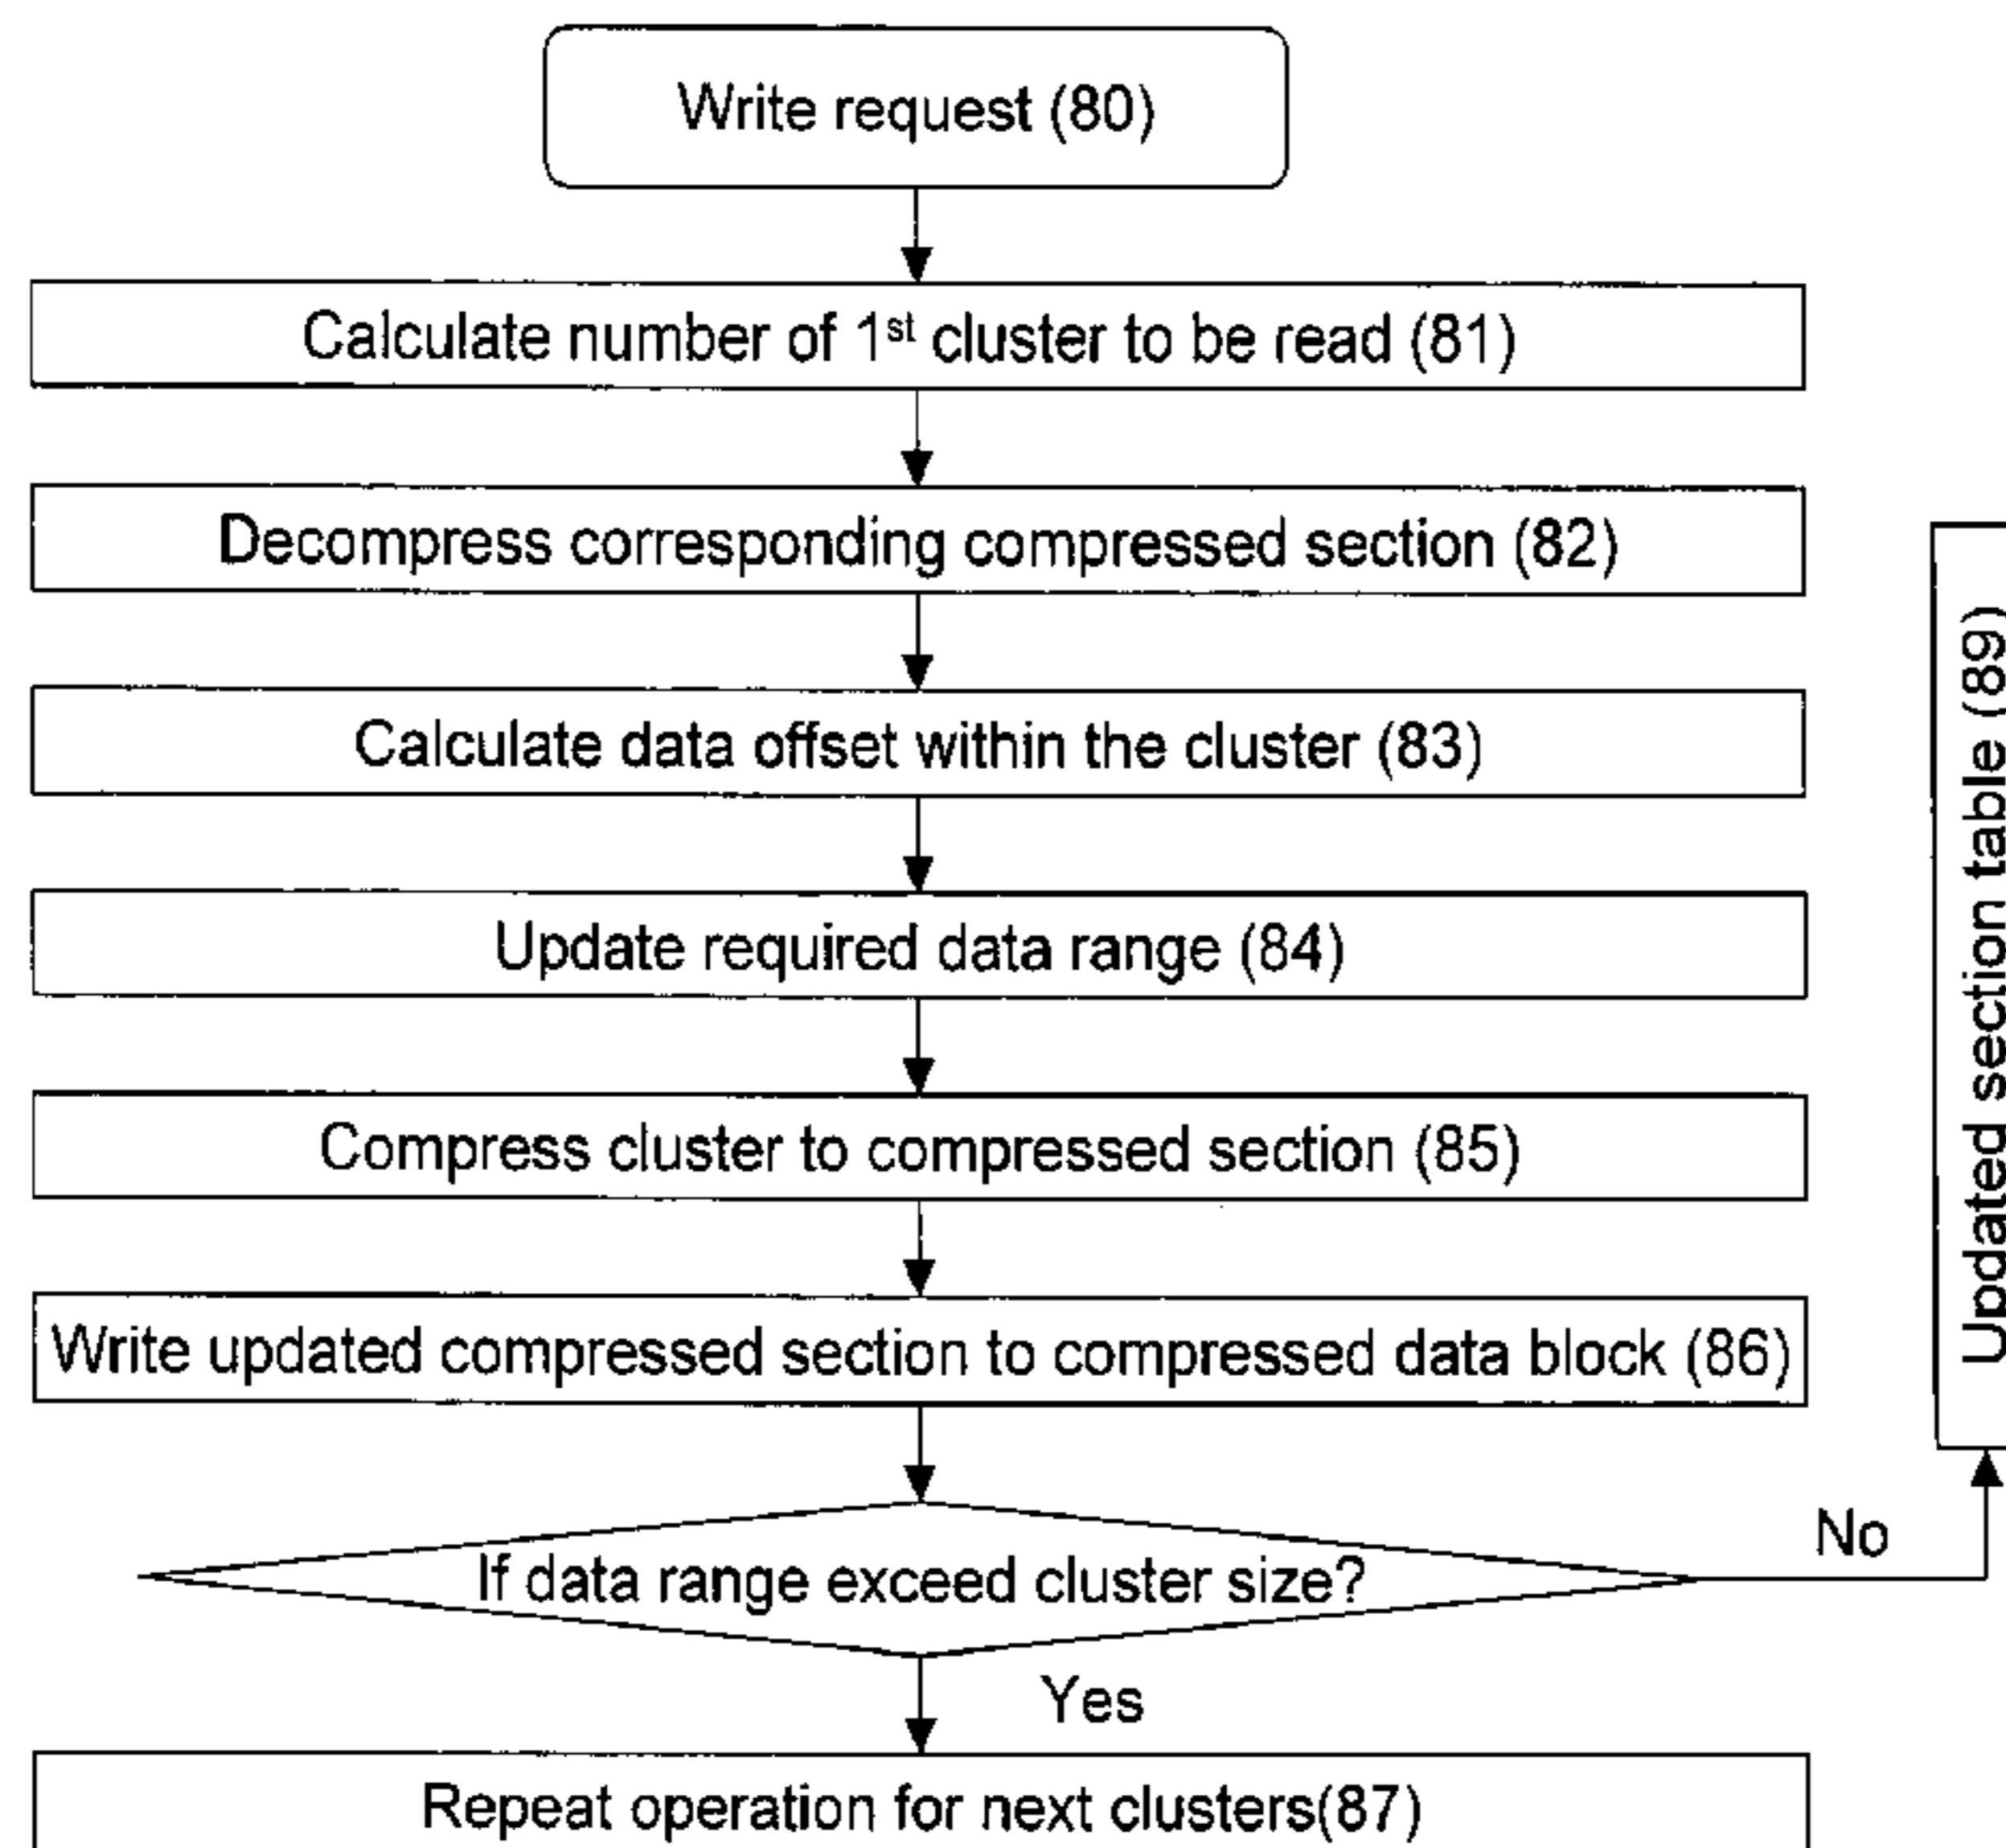 Write request (80)
Calculate number of 1st cluster to be read (81)
Decompress corresponding compressed section (82)
Calculate data offset within the cluster (83)
Update required data range (84)
Compress cluster to compressed section (85)
Write updated compressed section to compressed data block (86)
If data range exceed cluster size?
No
Yes
Repeat operation for next clusters(87)
Updated section table (89)